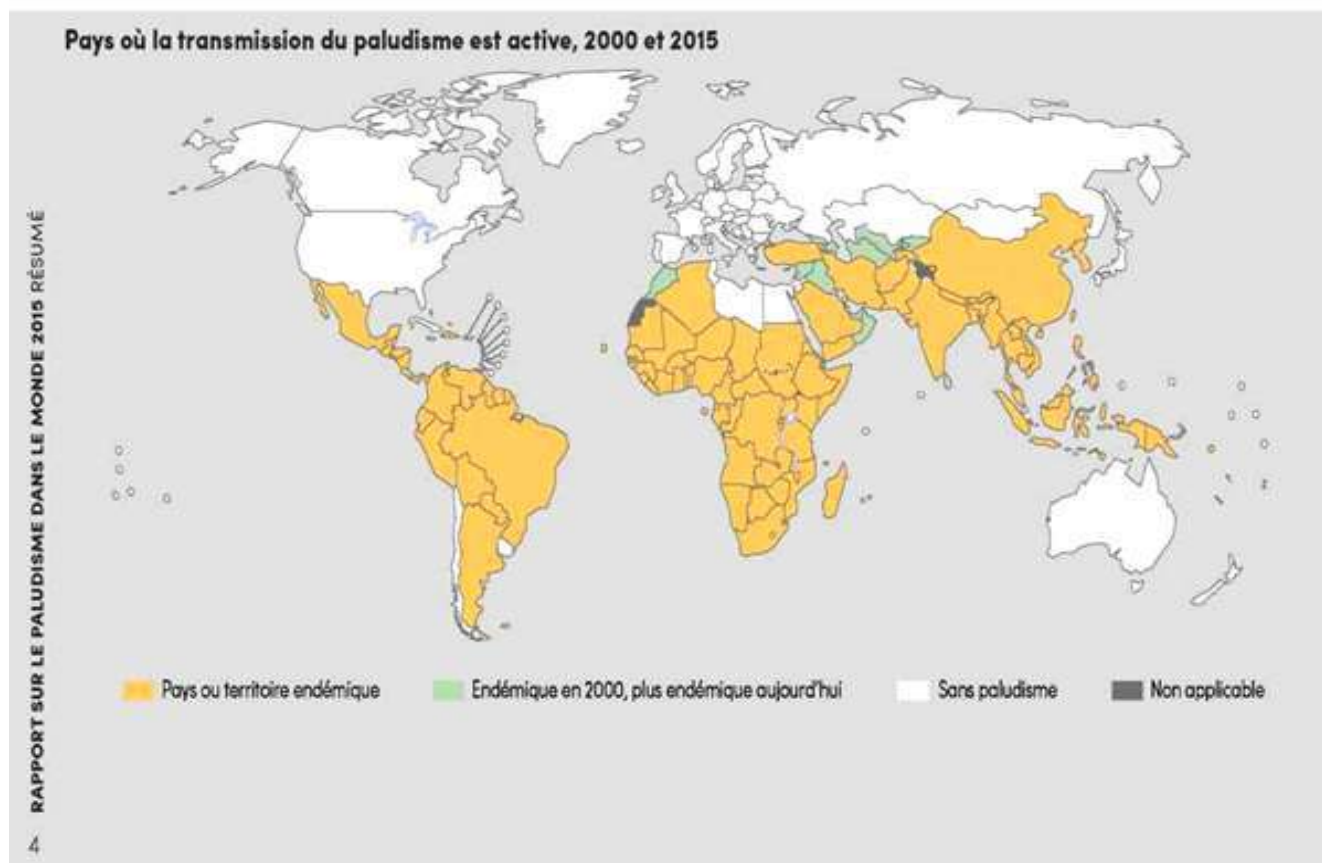 Pays où la transmission du paludisme est active, 2000 et 2015
RAPPORT SUR LE PALUDISME DANS LE MONDE 2015 RÉSUMÉ
Pays ou territoire endémique
Endémique en 2000, plus endémique aujourd'hui
Sans paludisme
Non applicable
4